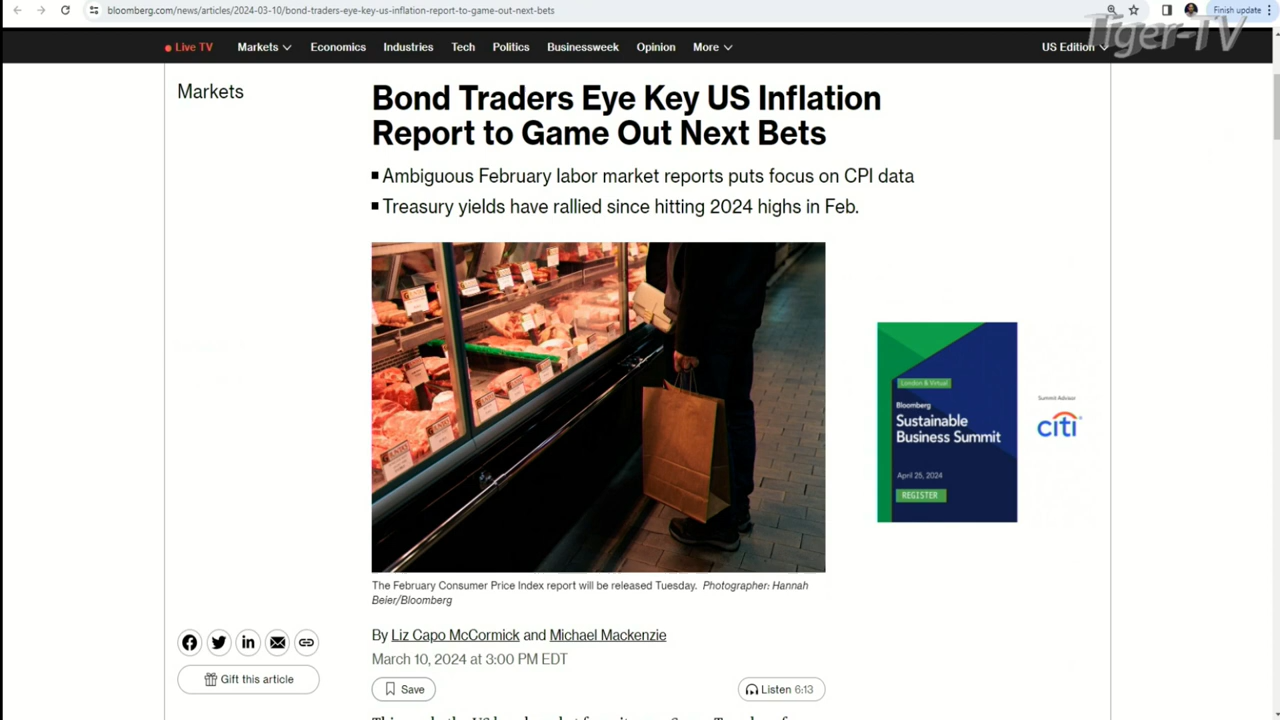 bloomberg.com/news/articles/2024-03-10/bond-traders-eye-key-us-inflation-report-to-game-out-next-bets
Finish update
Tiger-TV
Live TV
Markets
Economics
Industries
Tech
Politics
Businessweek
Opinion
More
US Edition
Markets
Bond Traders Eye Key US Inflation
Report to Game Out Next Bets
Ambiguous February labor market reports puts focus on CPI data
Treasury yields have rallied since hitting 2024 highs in Feb.
London & Virtual
Bloomberg
Sustainable
Business Summit
April 25, 2024
REGISTER
Summit Advisor
citi
The February Consumer Price Index report will be released Tuesday. Photographer: Hannah
Beier/Bloomberg
By Liz Capo McCormick and Michael Mackenzie
March 10, 2024 at 3:00 PM EDT
Gift this article
Save
Listen 6:13